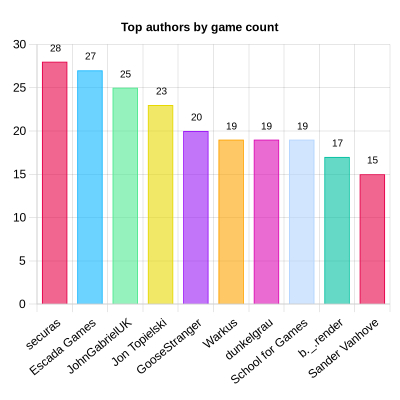 Top authors by game count
30
25
20
15
10
5
0
28
27
25
23
20
19
19
19
17
15
securas
Escada Games
JohnGabrielUK
Jon Topielski
GooseStranger
Warkus
dunkelgrau
School for Games
b._.render
Sander Vanhove